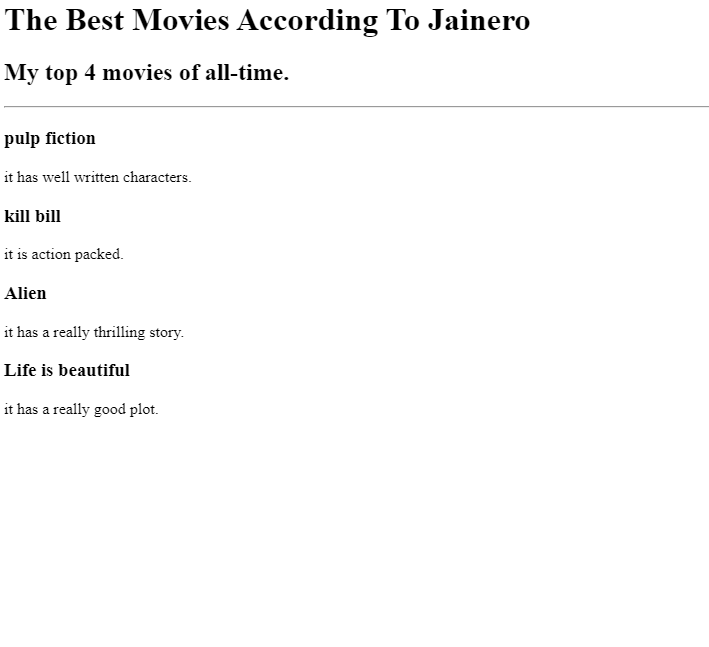 The Best Movies According To Jainero
My top 4 movies of all-time.
pulp fiction
it has well written characters.
kill bill
it is action packed.
Alien
it has a really thrilling story.
Life is beautiful
it has a really good plot.